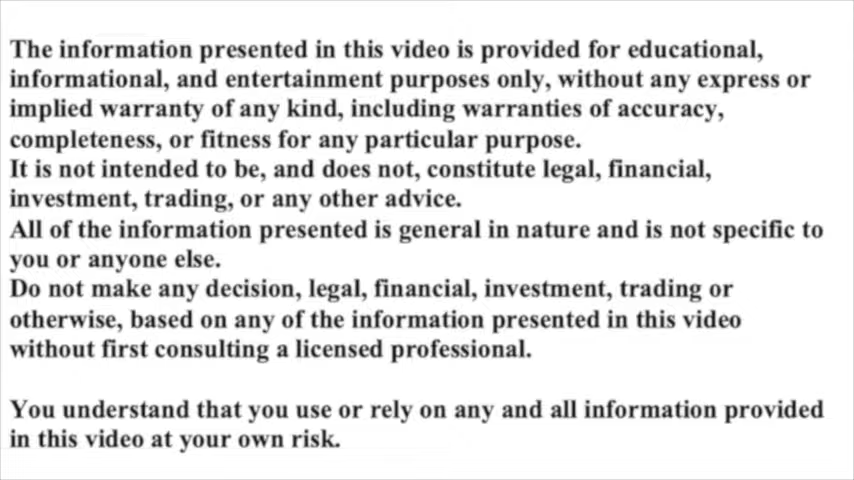 The information presented in this video is provided for educational,
informational, and entertainment purposes only, without any express or
implied warranty of any kind, including warranties of accuracy,
completeness, or fitness for any particular purpose.
It is not intended to be, and does not, constitute legal, financial,
investment, trading, or any other advice.
All of the information presented is general in nature and is not specific to
you or anyone else.
Do not make any decision, legal, financial, investment, trading or
otherwise, based on any of the information presented in this video
without first consulting a licensed professional.
You understand that you use or rely on any and all information provided
in this video at your own risk.